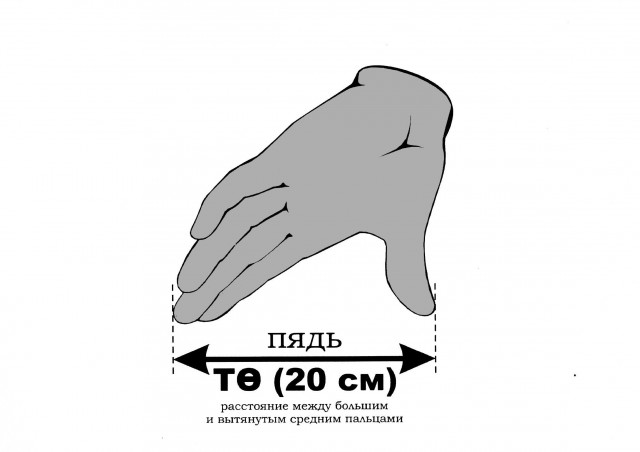 ПЯДЬ
ТӨ (20 см)
расстояние между большим
и вытянутым средним пальцами